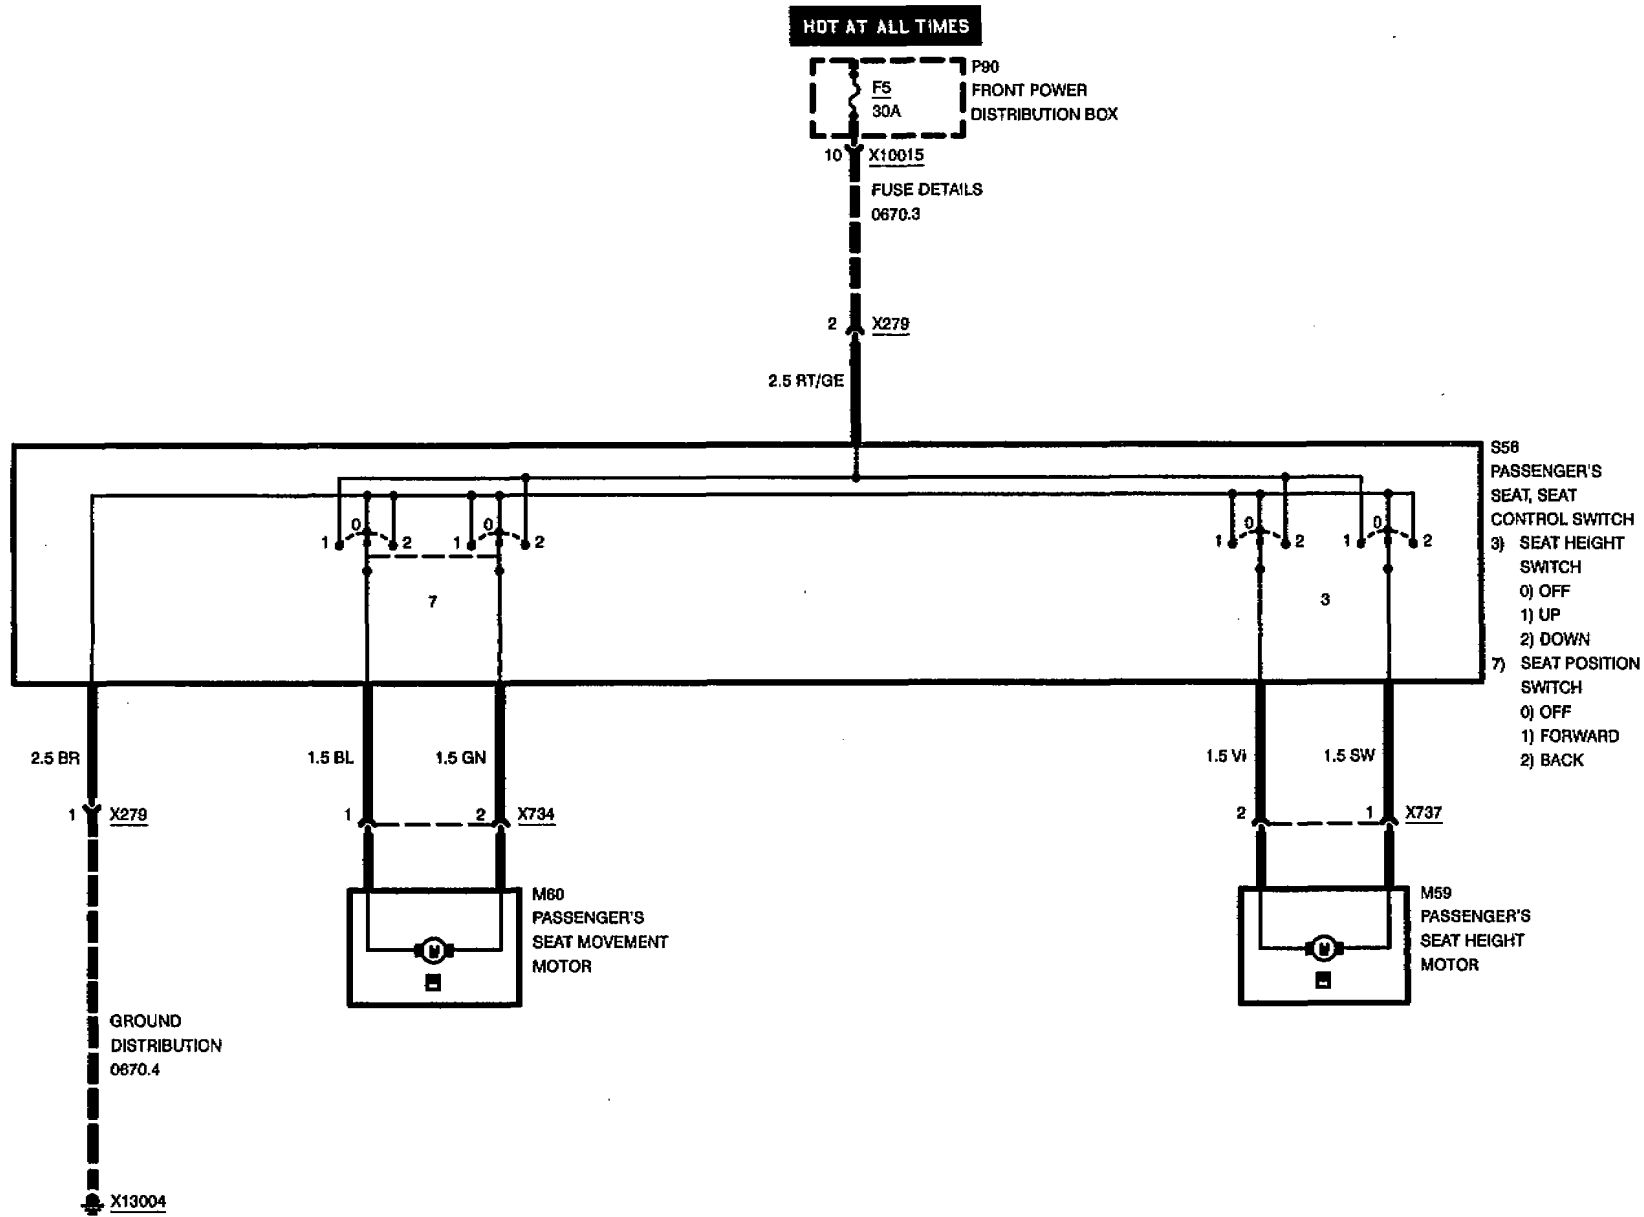 HOT AT ALL TIMES
P90
FRONT POWER
DISTRIBUTION BOX
F5
30A
10 X10015
FUSE DETAILS
0670.3
2 X279
2.5 RT/GE
S58
PASSENGER'S
SEAT, SEAT
CONTROL SWITCH
3) SEAT HEIGHT
SWITCH
0) OFF
1) UP
2) DOWN
7) SEAT POSITION
SWITCH
0) OFF
1) FORWARD
2) BACK
0 0 0 0
1 2 1 2 1 2 1 2
7 3
2.5 BR 1.5 BL 1.5 GN 1.5 VI 1.5 SW
1 X279 1 2 X734 2 1 X737
M60
PASSENGER'S
SEAT MOVEMENT
MOTOR
M
M59
PASSENGER'S
SEAT HEIGHT
MOTOR
M
GROUND
DISTRIBUTION
0670.4
X13004